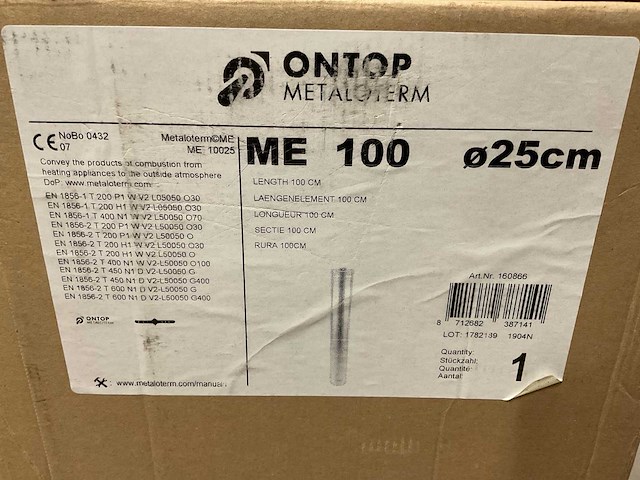 ONTOP
METALOTERM
CE NoBo 0432
07
Metaloterm©ME
ME 10025
Convey the products of combustion from
heating appliances to the outside atmosphere
DoP: www.metaloterm.com
EN 1856-1 T 200 P1 W V2 L05050 O30
EN 1856-1 T 200 H1 W V2-L05050 O30
EN 1856-1 T 400 N1 W V2 L05050 O70
EN 1856-2 T 200 P1 W V2 L50050 O30
EN 1856-2 T 200 P1 W V2 L50050 O
EN 1856-2 T 200 H1 W V2-L50050 O30
EN 1856-2 T 200 H1 W V2-L50050 O
EN 1856-2 T 400 N1 W V2 L50050 O100
EN 1856-2 T 450 N1 D V2-L50050 G
EN 1856-2 T 450 N1 D V2-L50050 G400
EN 1856-2 T 600 N1 D V2-L50050 G
EN 1856-2 T 600 N1 D V2-L50050 G400
ONTOP
METALOTERM
: www.metaloterm.com/manuals
ME 100 ø25cm
LENGTH 100 CM
LAENGENELEMENT 100 CM
LONGUEUR 100 CM
SECTIE 100 CM
RURA 100CM
Art.Nr. 160866
8 712682 387141
LOT: 1782189 1904N
Quantity:
Stückzahl:
Quantité:
Aantal:
1